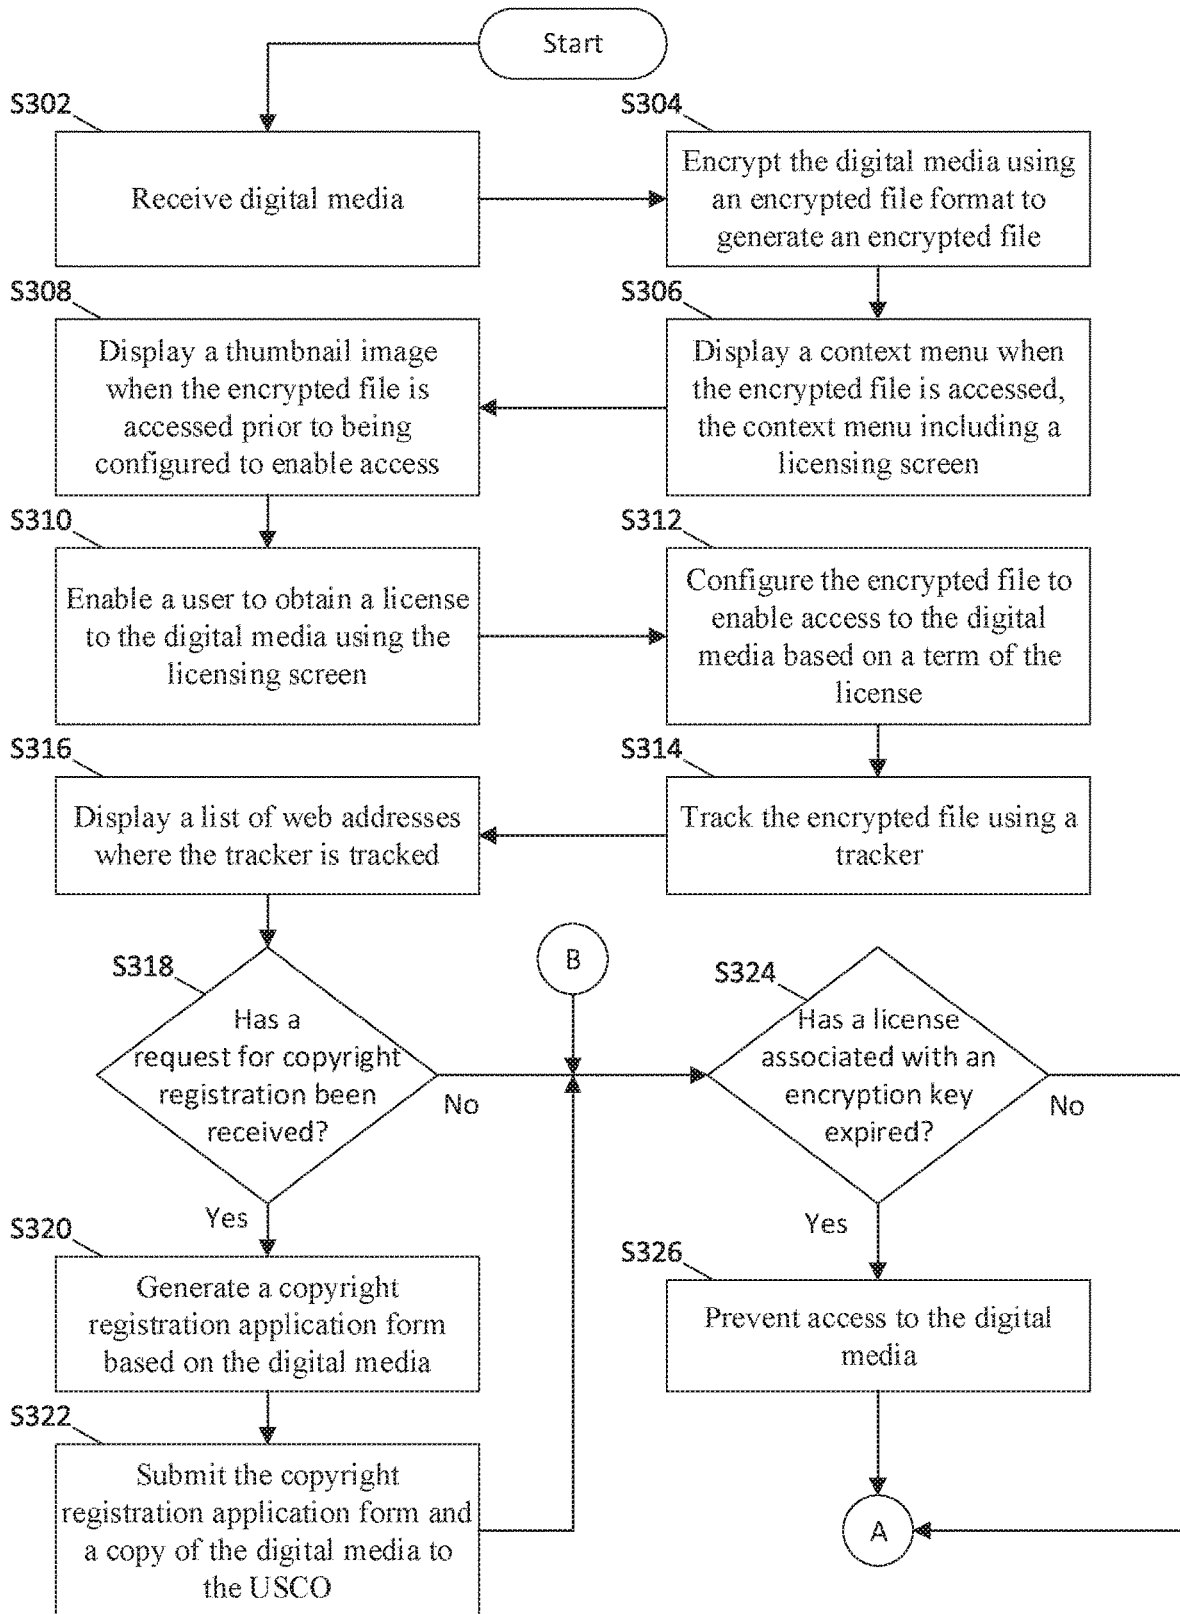 Start
S302
Receive digital media
S304
Encrypt the digital media using
an encrypted file format to
generate an encrypted file
S308
Display a thumbnail image
when the encrypted file is
accessed prior to being
configured to enable access
S306
Display a context menu when
the encrypted file is accessed,
the context menu including a
licensing screen
S310
Enable a user to obtain a license
to the digital media using the
licensing screen
S312
Configure the encrypted file to
enable access to the digital
media based on a term of the
license
S316
Display a list of web addresses
where the tracker is tracked
S314
Track the encrypted file using a
tracker
S318
Has a
request for copyright
registration been
received?
No
Yes
B
S324
Has a license
associated with an
encryption key
expired?
No
Yes
S320
Generate a copyright
registration application form
based on the digital media
S326
Prevent access to the digital
media
S322
Submit the copyright
registration application form and
a copy of the digital media to
the USCO
A